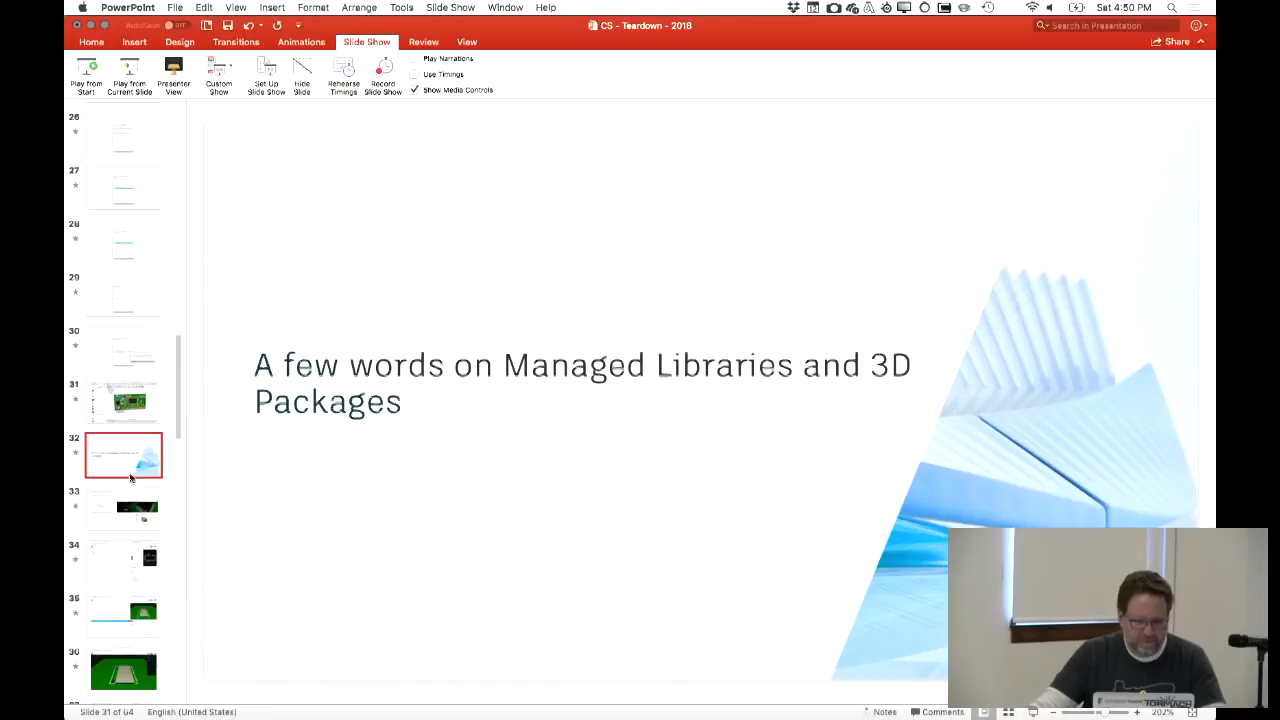 PowerPoint File Edit View Insert Format Arrange Tools Slide Show Window Help Sat 4:50 PM
AutoSave OFF CS - Teardown - 2018 Search in Presentation
Home Insert Design Transitions Animations Slide Show Review View Share
Play from Start
Play from Current Slide
Presenter View
Custom Show
Set Up Slide Show
Hide Slide
Rehearse Timings
Record Slide Show
Play Narrations
Use Timings
Show Media Controls
26
27
28
29
30
31
32
33
34
35
A few words on Managed Libraries and 3D
Packages
TORMACH
Slide 31 of 64 English (United States) Notes Comments 202%